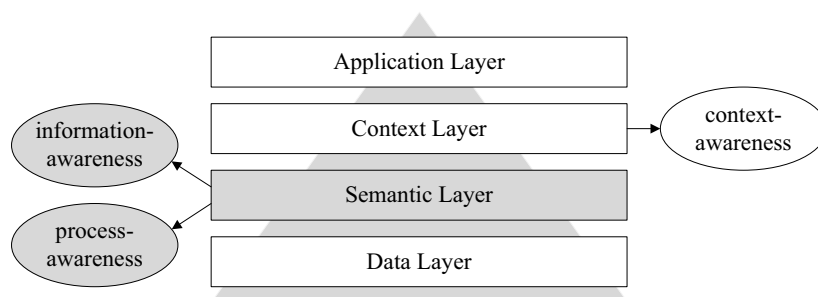 Application Layer
information-
awareness
Context Layer
context-
awareness
Semantic Layer
process-
awareness
Data Layer